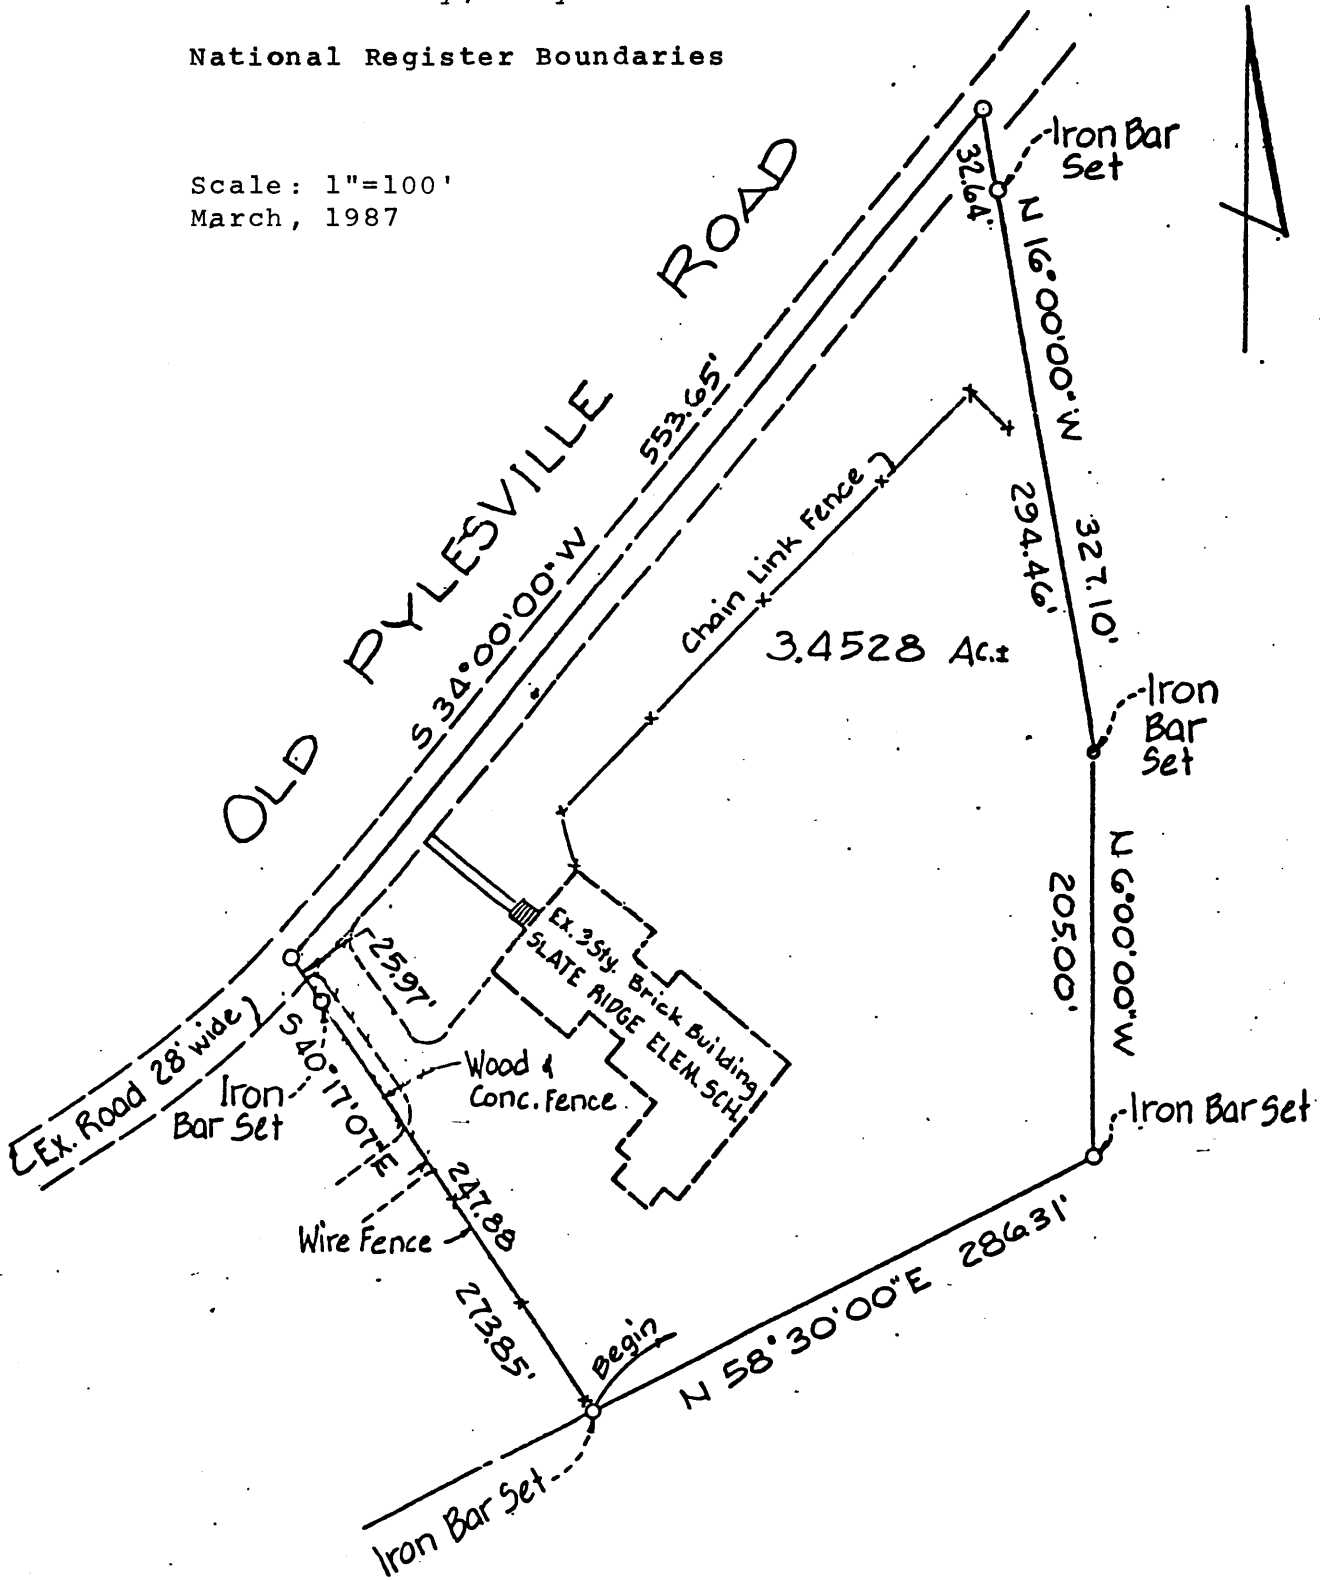 National Register Boundaries
Scale: 1"=100'
March, 1987
OLD PYLESVILLE ROAD
Iron Bar
Set
32.64'
N 16°00'00"W
327.10'
294.46'
553.65'
S 34°00'00"W
Chain Link Fence
3.4528 Ac.±
Iron
Bar
Set
N 6°00'00"W
205.00'
Ex. 3 Sty. Brick Building
SLATE RIDGE ELEM. SCH.
25.97'
Ex. Road 28' wide
S 40°17'07"E
Iron
Bar Set
Wood &
Conc. Fence
Wire Fence
247.88
273.85'
Iron Bar Set
Begin
N 58°30'00"E 286.31'
Iron Bar Set